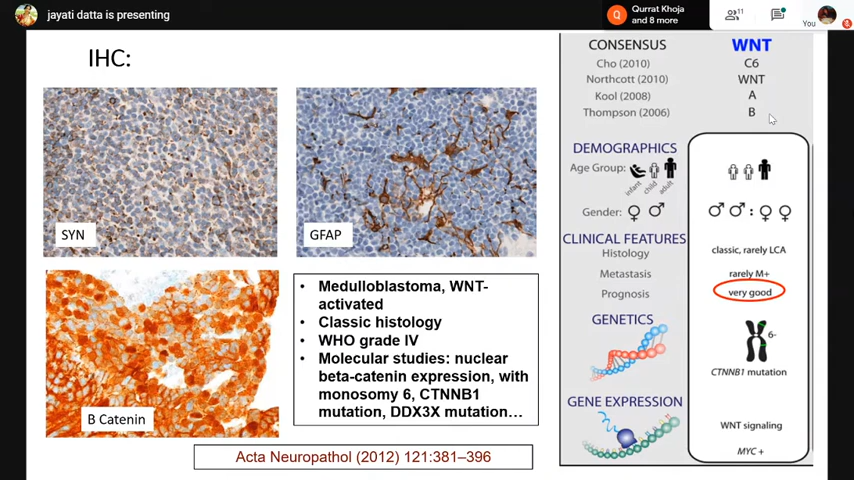 jayati datta is presenting
Q
Qurrat Khoja
and 8 more
11
You
IHC:
SYN
GFAP
B Catenin
• Medulloblastoma, WNT-
activated
• Classic histology
• WHO grade IV
• Molecular studies: nuclear
beta-catenin expression, with
monosomy 6, CTNNB1
mutation, DDX3X mutation…
Acta Neuropathol (2012) 121:381–396
CONSENSUS WNT
Cho (2010) C6
Northcott (2010) WNT
Kool (2008) A
Thompson (2006) B
DEMOGRAPHICS
Age Group:
infant child adult
Gender: ♀ ♂ ♂♂:♀♀
CLINICAL FEATURES
Histology classic, rarely LCA
Metastasis rarely M+
Prognosis very good
GENETICS
6-
CTNNB1 mutation
GENE EXPRESSION
WNT signaling
MYC +